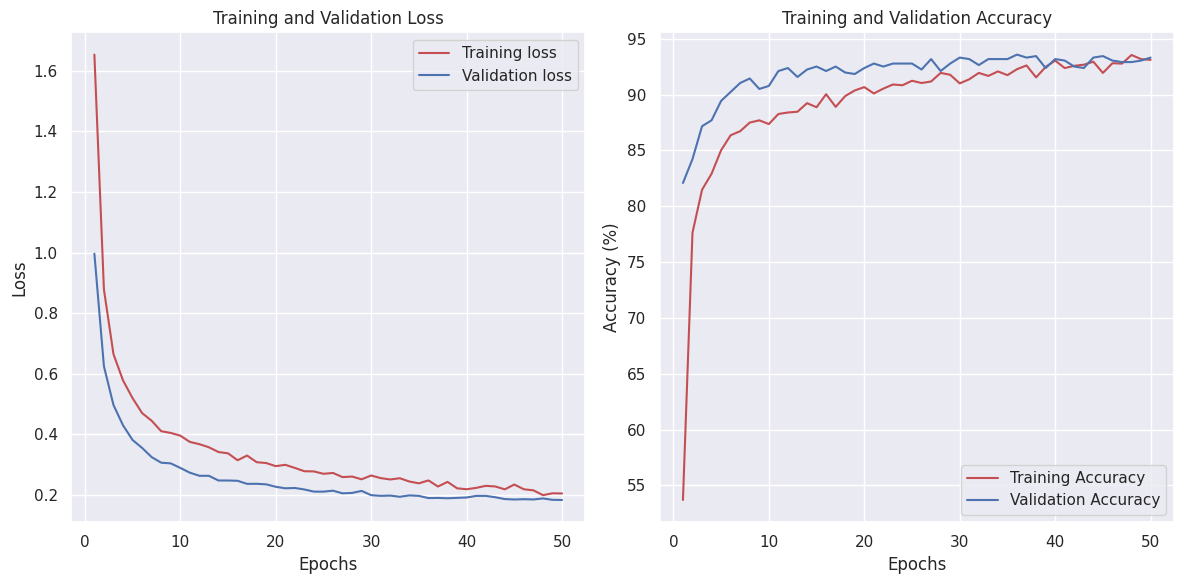 Training and Validation Loss
Training loss
Validation loss
1.6
1.4
1.2
1.0
0.8
0.6
0.4
0.2
Loss
0 10 20 30 40 50
Epochs
Training and Validation Accuracy
95
90
85
80
75
70
65
60
55
Accuracy (%)
Training Accuracy
Validation Accuracy
0 10 20 30 40 50
Epochs